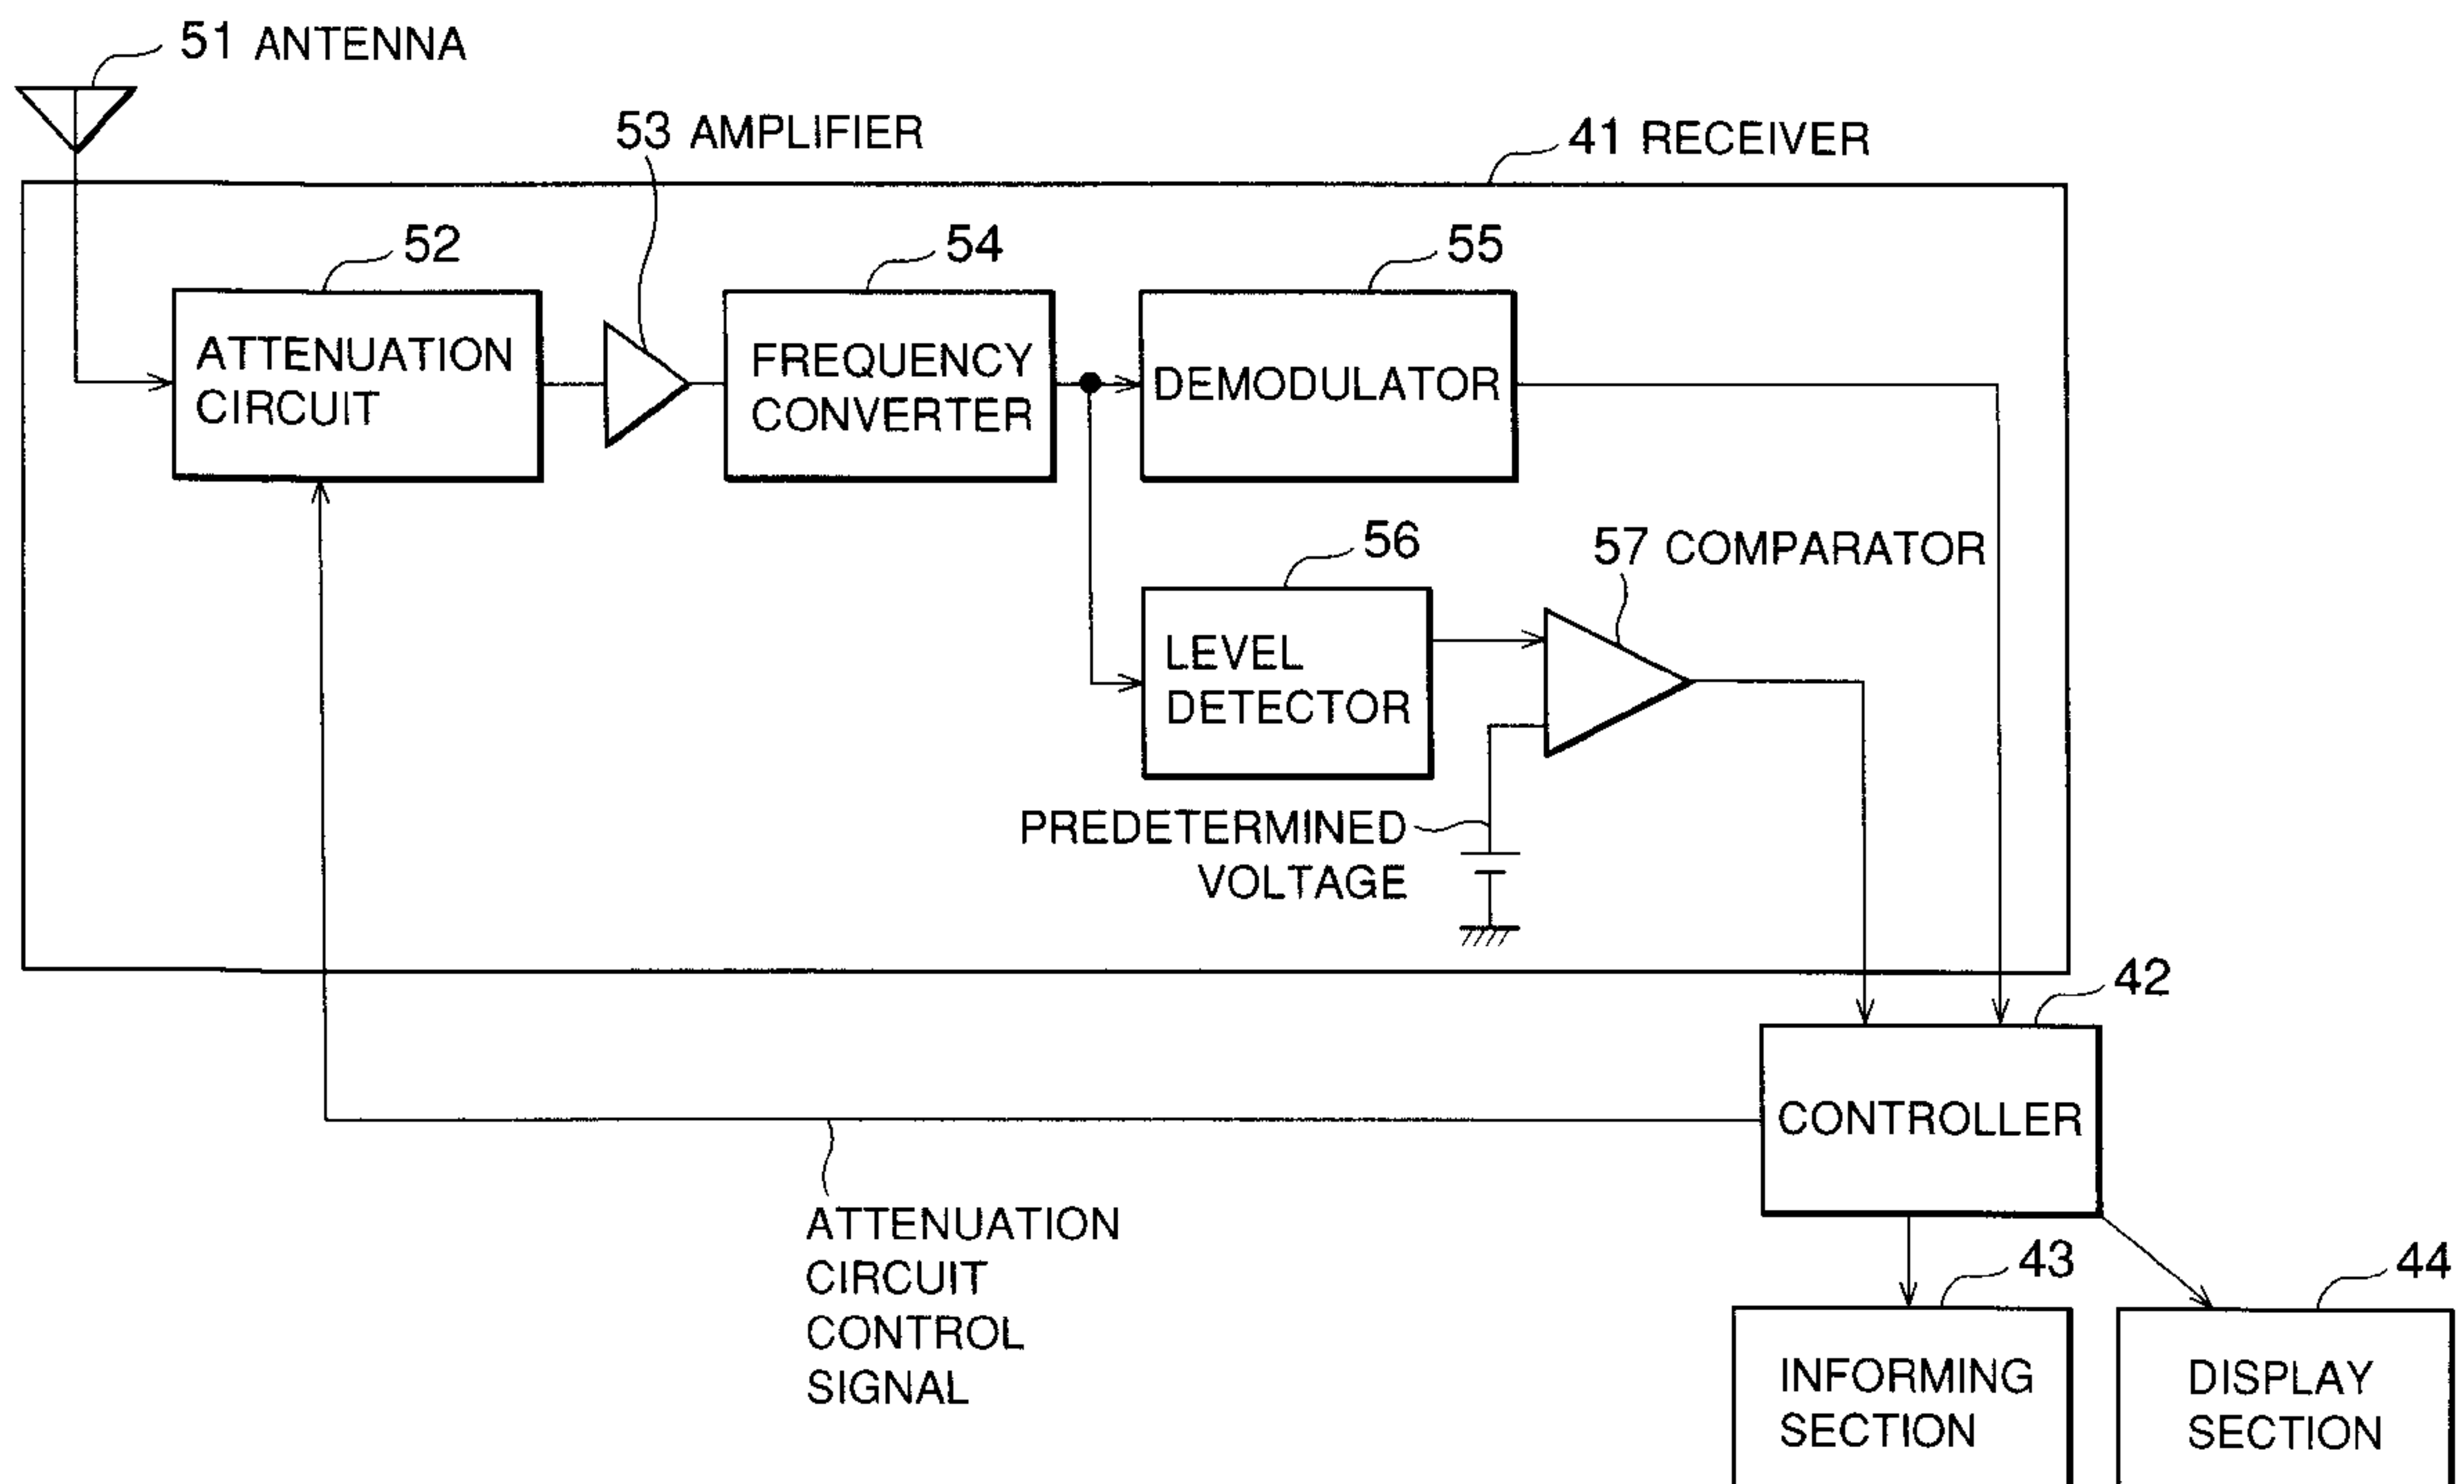 51 ANTENNA
53 AMPLIFIER
41 RECEIVER
52
54
55
ATTENUATION
CIRCUIT
FREQUENCY
CONVERTER
DEMODULATOR
56
57 COMPARATOR
LEVEL
DETECTOR
PREDETERMINED
VOLTAGE
42
CONTROLLER
ATTENUATION
CIRCUIT
CONTROL
SIGNAL
43
44
INFORMING
SECTION
DISPLAY
SECTION